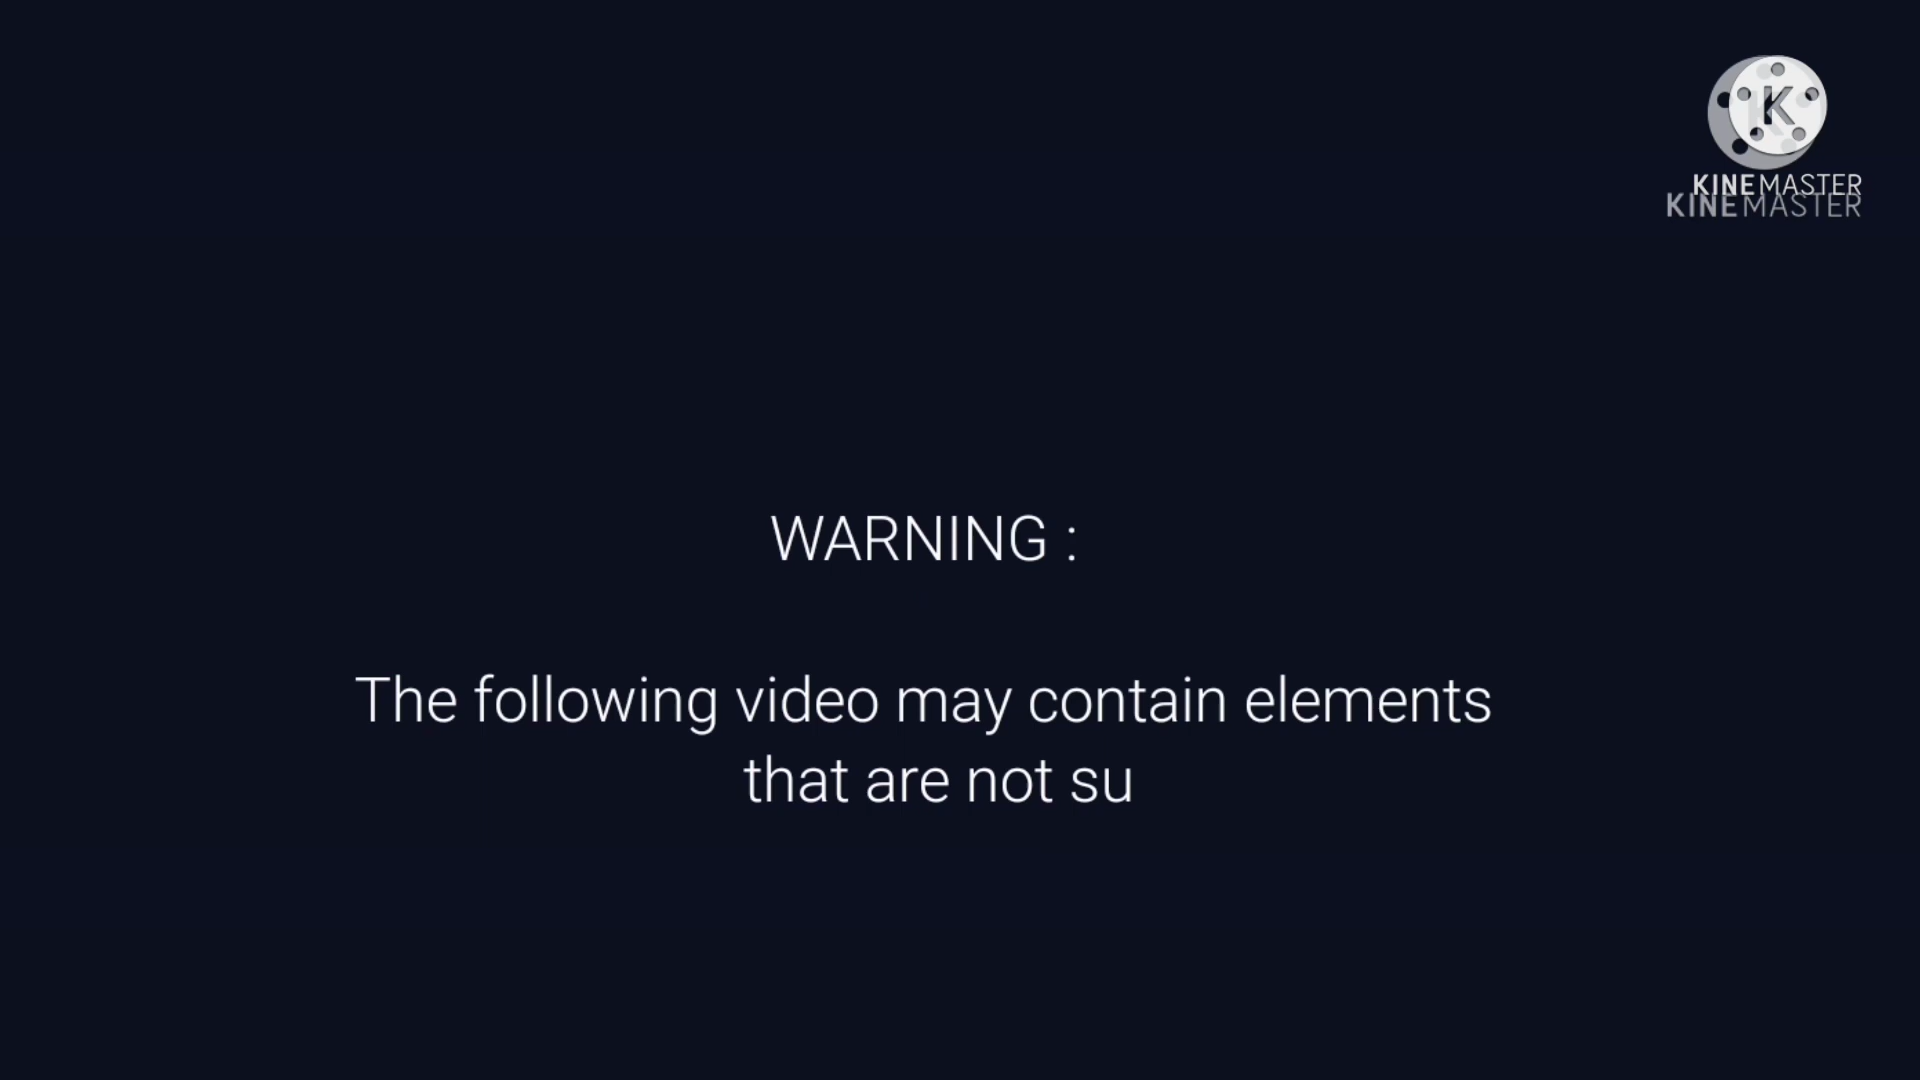 K
KINEMASTER
KINEMASTER
WARNING :
The following video may contain elements
that are not su